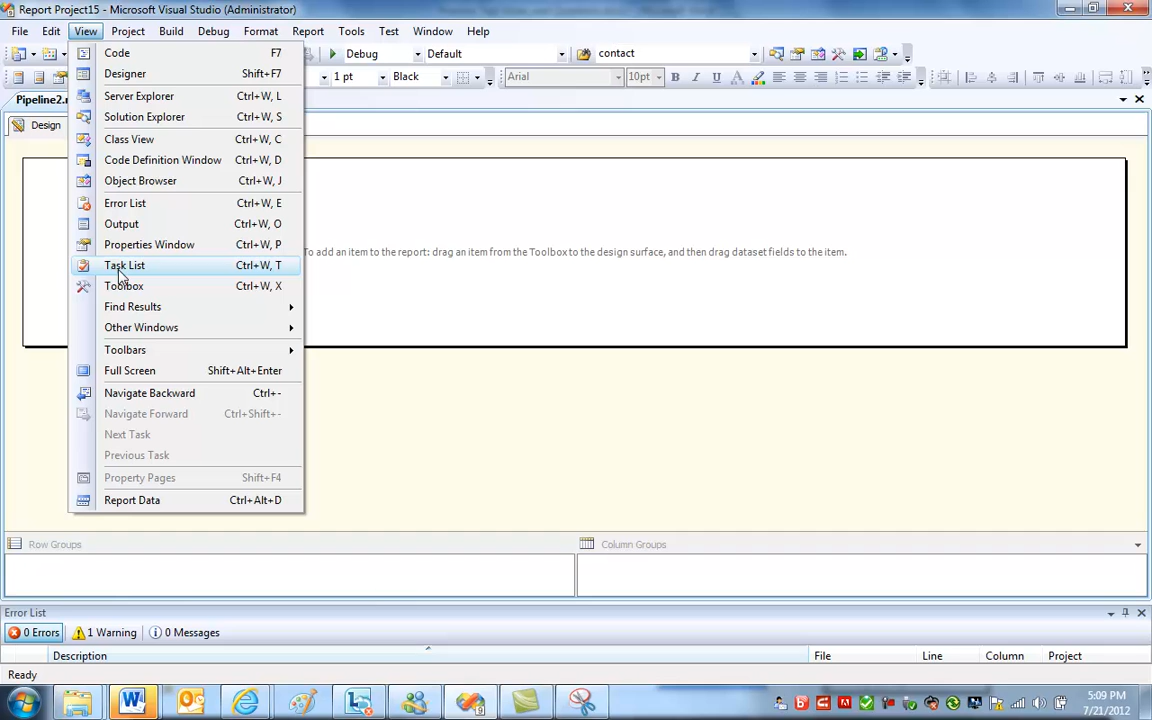 Report Project15 - Microsoft Visual Studio (Administrator)
File Edit View Project Build Debug Format Report Tools Test Window Help
Debug Default contact
1 pt Black Arial 10pt B I U A
Pipeline2.r
Design
Code F7
Designer Shift+F7
Server Explorer Ctrl+W, L
Solution Explorer Ctrl+W, S
Class View Ctrl+W, C
Code Definition Window Ctrl+W, D
Object Browser Ctrl+W, J
Error List Ctrl+W, E
Output Ctrl+W, O
Properties Window Ctrl+W, P
Task List Ctrl+W, T
Toolbox Ctrl+W, X
Find Results
Other Windows
Toolbars
Full Screen Shift+Alt+Enter
Navigate Backward Ctrl+-
Navigate Forward Ctrl+Shift+-
Next Task
Previous Task
Property Pages Shift+F4
Report Data Ctrl+Alt+D
To add an item to the report: drag an item from the Toolbox to the design surface, and then drag dataset fields to the item.
Row Groups Column Groups
Error List
0 Errors 1 Warning 0 Messages
Description File Line Column Project
Ready
5:09 PM
7/21/2012